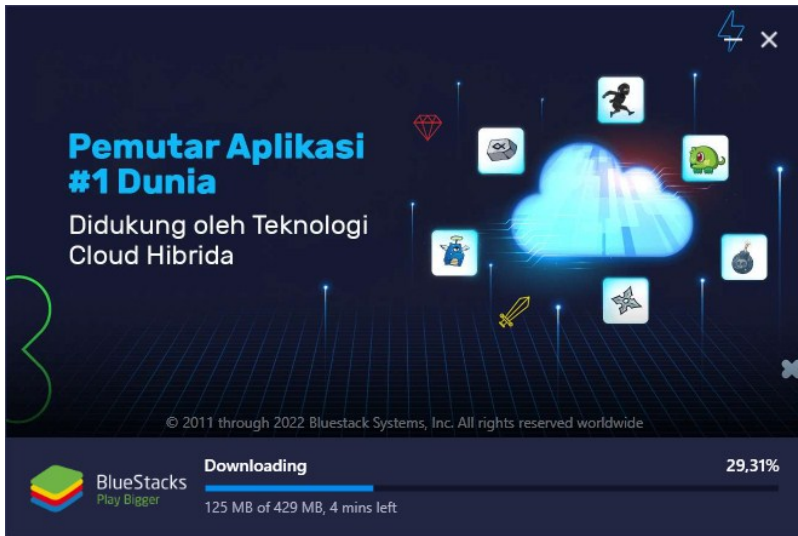 Pemutar Aplikasi
#1 Dunia
Didukung oleh Teknologi
Cloud Hibrida
© 2011 through 2022 Bluestack Systems, Inc. All rights reserved worldwide
BlueStacks
Play Bigger
Downloading
29,31%
125 MB of 429 MB, 4 mins left